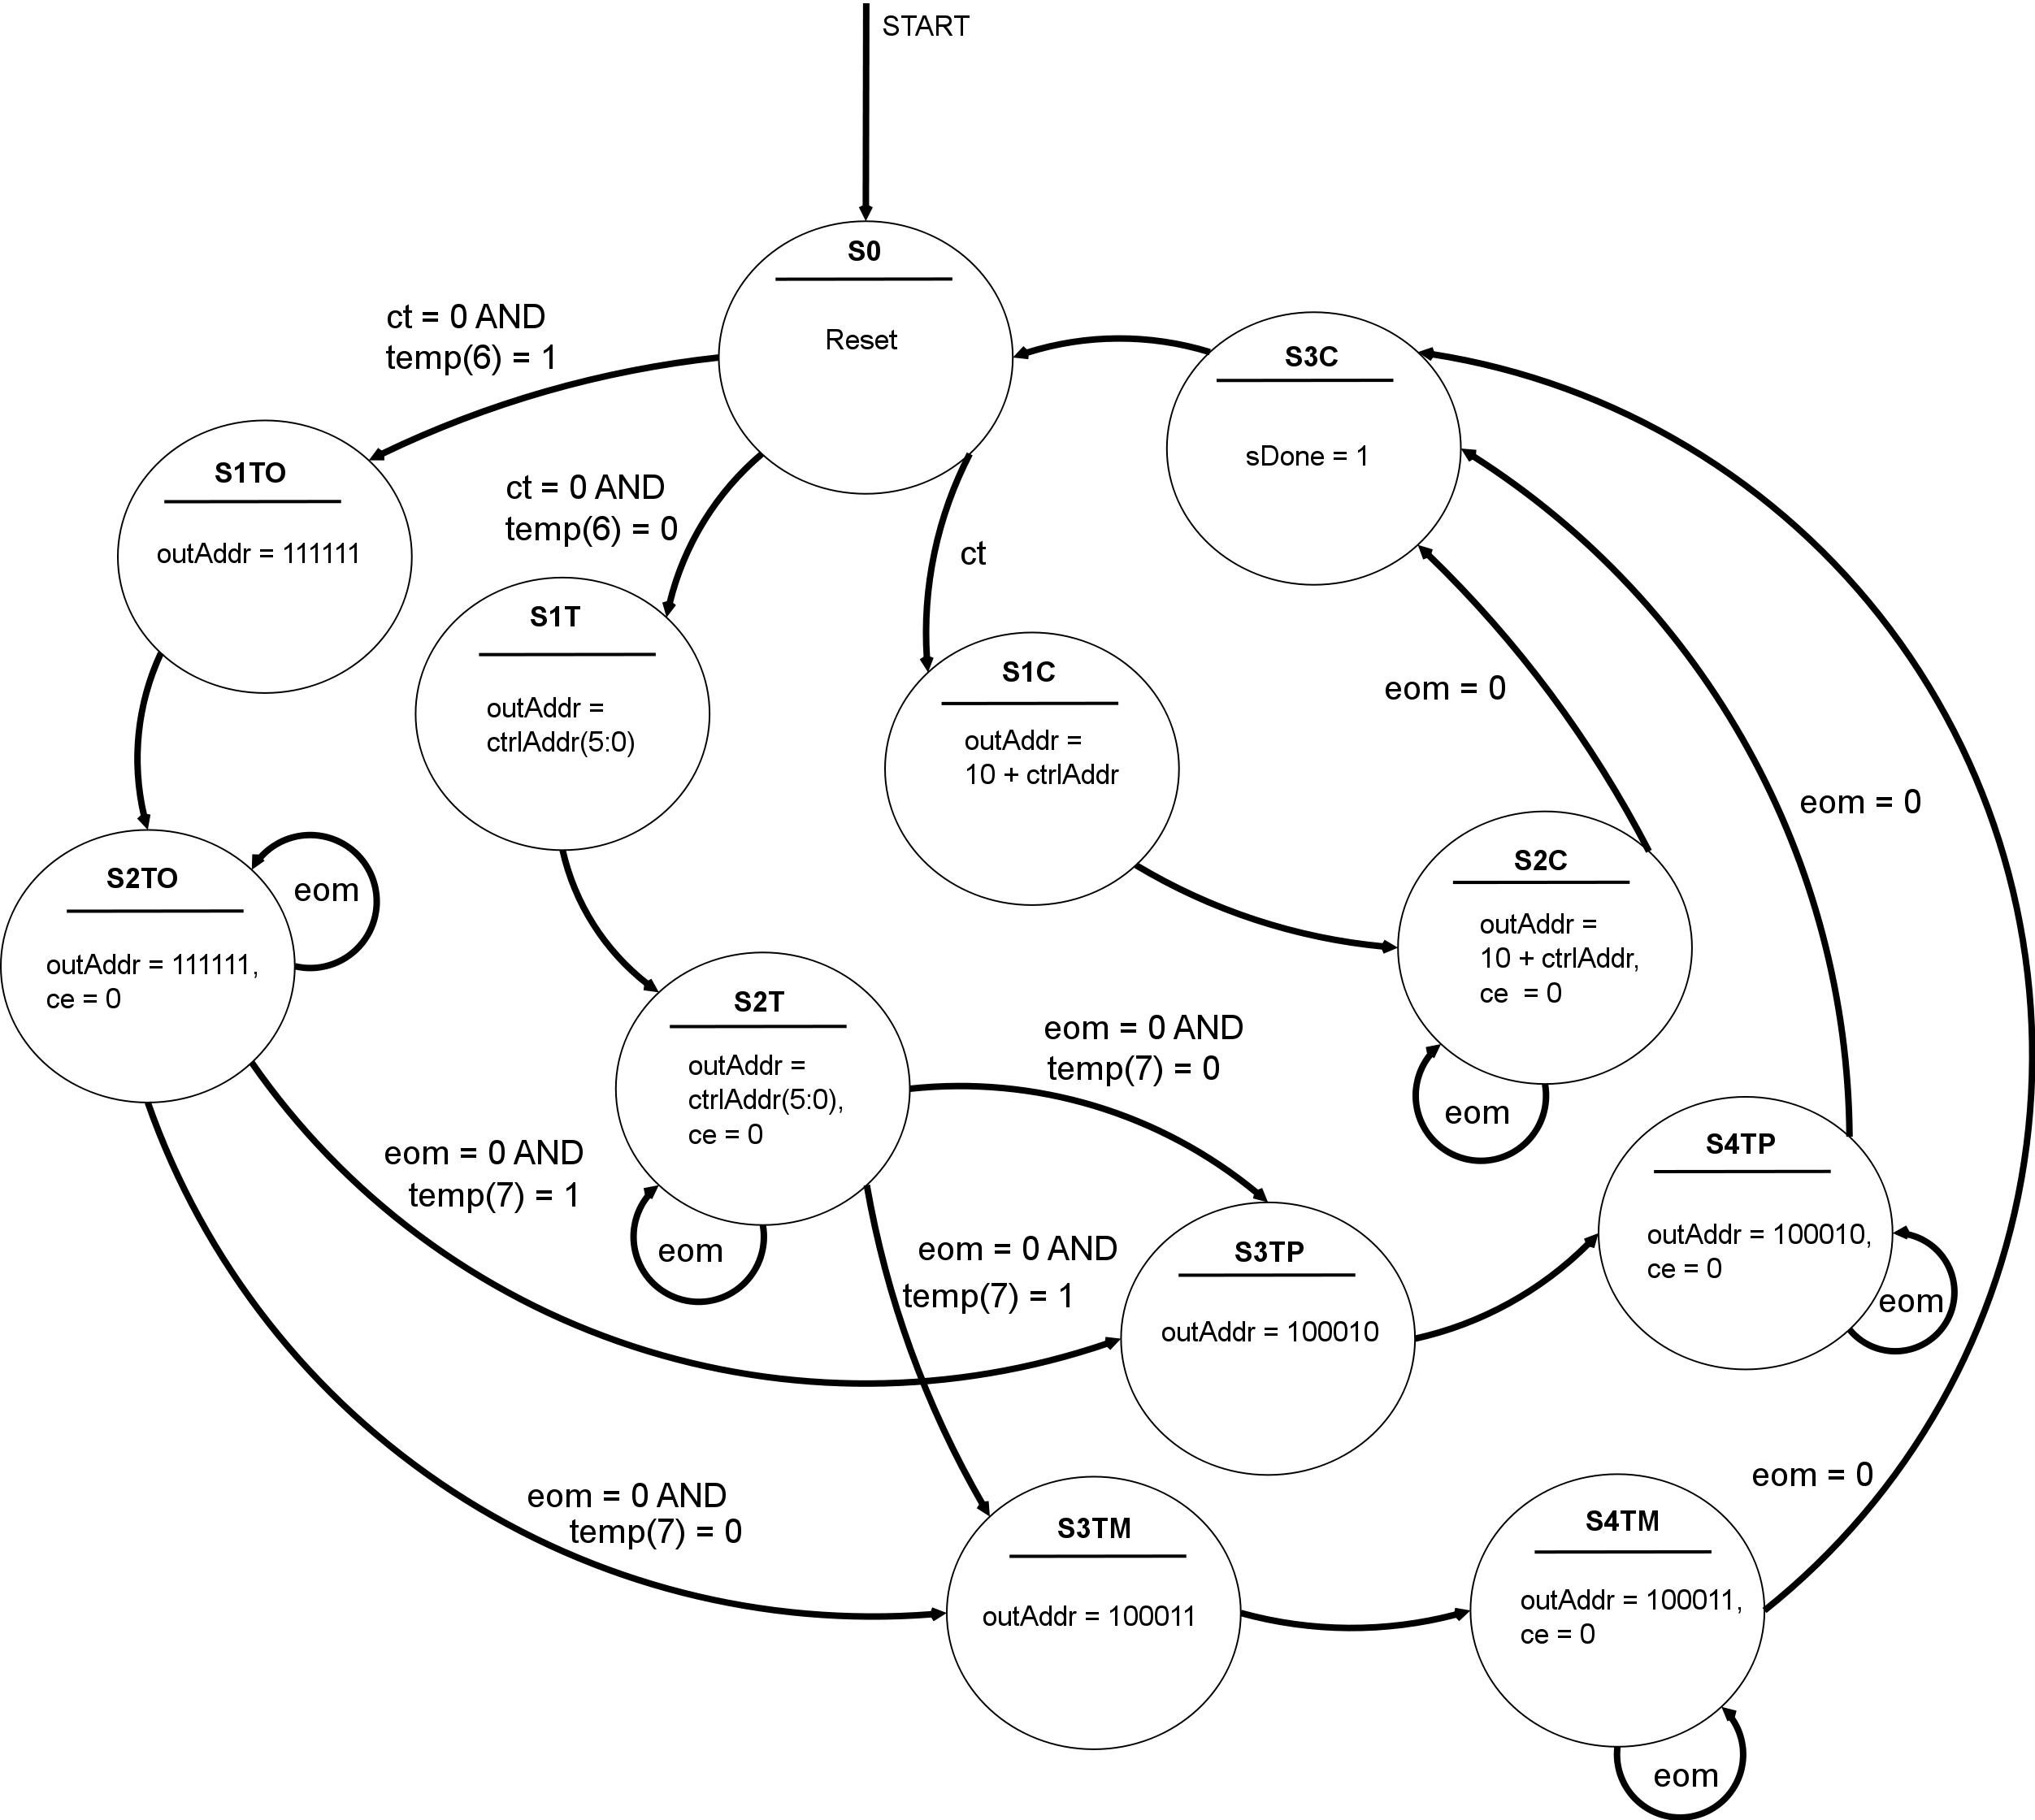 START
S0
Reset
ct = 0 AND
temp(6) = 1
S3C
sDone = 1
S1TO
outAddr = 111111
ct = 0 AND
temp(6) = 0
ct
S1T
outAddr =
ctrlAddr(5:0)
S1C
outAddr =
10 + ctrlAddr
eom = 0
eom = 0
S2TO
outAddr = 111111,
ce = 0
eom
S2C
outAddr =
10 + ctrlAddr,
ce = 0
eom
S2T
outAddr =
ctrlAddr(5:0),
ce = 0
eom
eom = 0 AND
temp(7) = 0
eom = 0 AND
temp(7) = 1
eom = 0 AND
temp(7) = 1
S4TP
outAddr = 100010,
ce = 0
eom
S3TP
outAddr = 100010
eom = 0 AND
temp(7) = 0
eom = 0
S3TM
outAddr = 100011
S4TM
outAddr = 100011,
ce = 0
eom